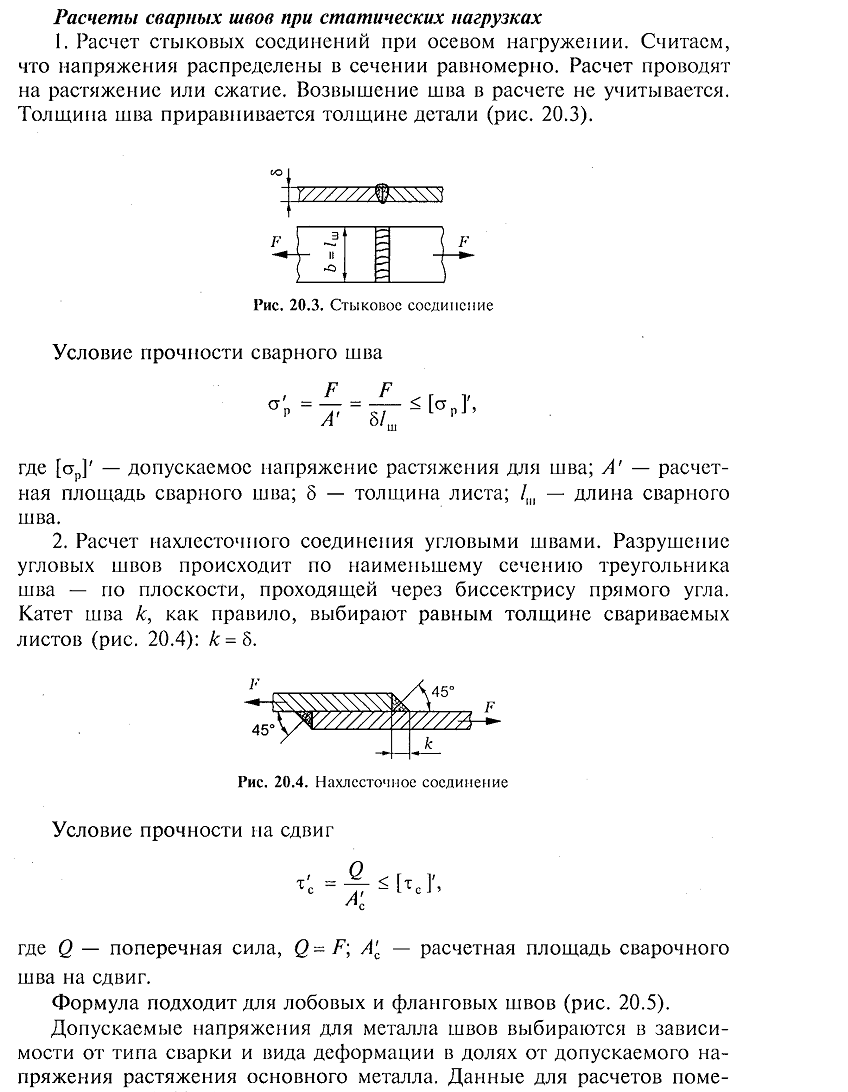 Расчеты сварных швов при статических нагрузках
1. Расчет стыковых соединений при осевом нагружении. Считаем,
что напряжения распределены в сечении равномерно. Расчет проводят
на растяжение или сжатие. Возвышение шва в расчете не учитывается.
Толщина шва приравнивается толщине детали (рис. 20.3).
δ
F b = lш F
Рис. 20.3. Стыковое соединение
Условие прочности сварного шва
σ′р = F/A′ = F/δlш ≤ [σр]′,
где [σр]′ — допускаемое напряжение растяжения для шва; A′ — расчет-
ная площадь сварного шва; δ — толщина листа; lш — длина сварного
шва.
2. Расчет нахлесточного соединения угловыми швами. Разрушение
угловых швов происходит по наименьшему сечению треугольника
шва — по плоскости, проходящей через биссектрису прямого угла.
Катет шва k, как правило, выбирают равным толщине свариваемых
листов (рис. 20.4): k = δ.
F 45°
F
45°
k
Рис. 20.4. Нахлесточное соединение
Условие прочности на сдвиг
τ′с = Q/A′с ≤ [τс]′,
где Q — поперечная сила, Q = F; A′с — расчетная площадь сварочного
шва на сдвиг.
Формула подходит для лобовых и фланговых швов (рис. 20.5).
Допускаемые напряжения для металла швов выбираются в зависи-
мости от типа сварки и вида деформации в долях от допускаемого на-
пряжения растяжения основного металла. Данные для расчетов поме-